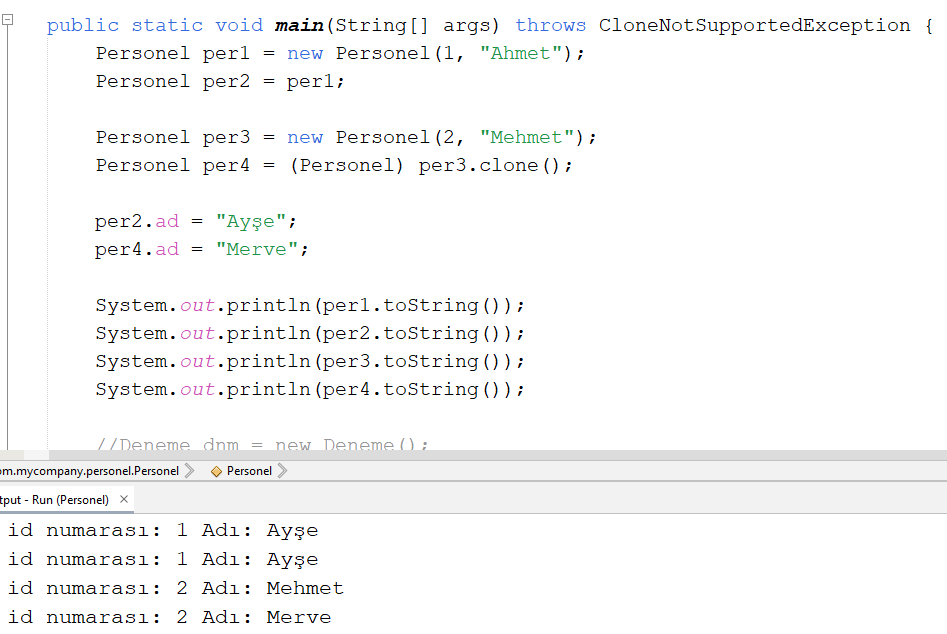 public static void main(String[] args) throws CloneNotSupportedException {
Personel per1 = new Personel(1, "Ahmet");
Personel per2 = per1;
Personel per3 = new Personel(2, "Mehmet");
Personel per4 = (Personel) per3.clone();
per2.ad = "Ayşe";
per4.ad = "Merve";
System.out.println(per1.toString());
System.out.println(per2.toString());
System.out.println(per3.toString());
System.out.println(per4.toString());
//Deneme dnm = new Deneme();
om.mycompany.personel.Personel Personel
tput - Run (Personel) ×
id numarası: 1 Adı: Ayşe
id numarası: 1 Adı: Ayşe
id numarası: 2 Adı: Mehmet
id numarası: 2 Adı: Merve